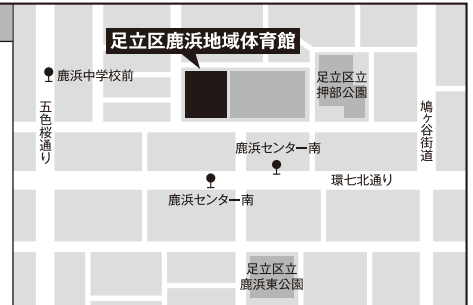 足立区鹿浜地域体育館
鹿浜中学校前
足立区立
押部公園
五色桜通り
鳩ヶ谷街道
鹿浜センター南
環七北通り
鹿浜センター南
足立区立
鹿浜東公園